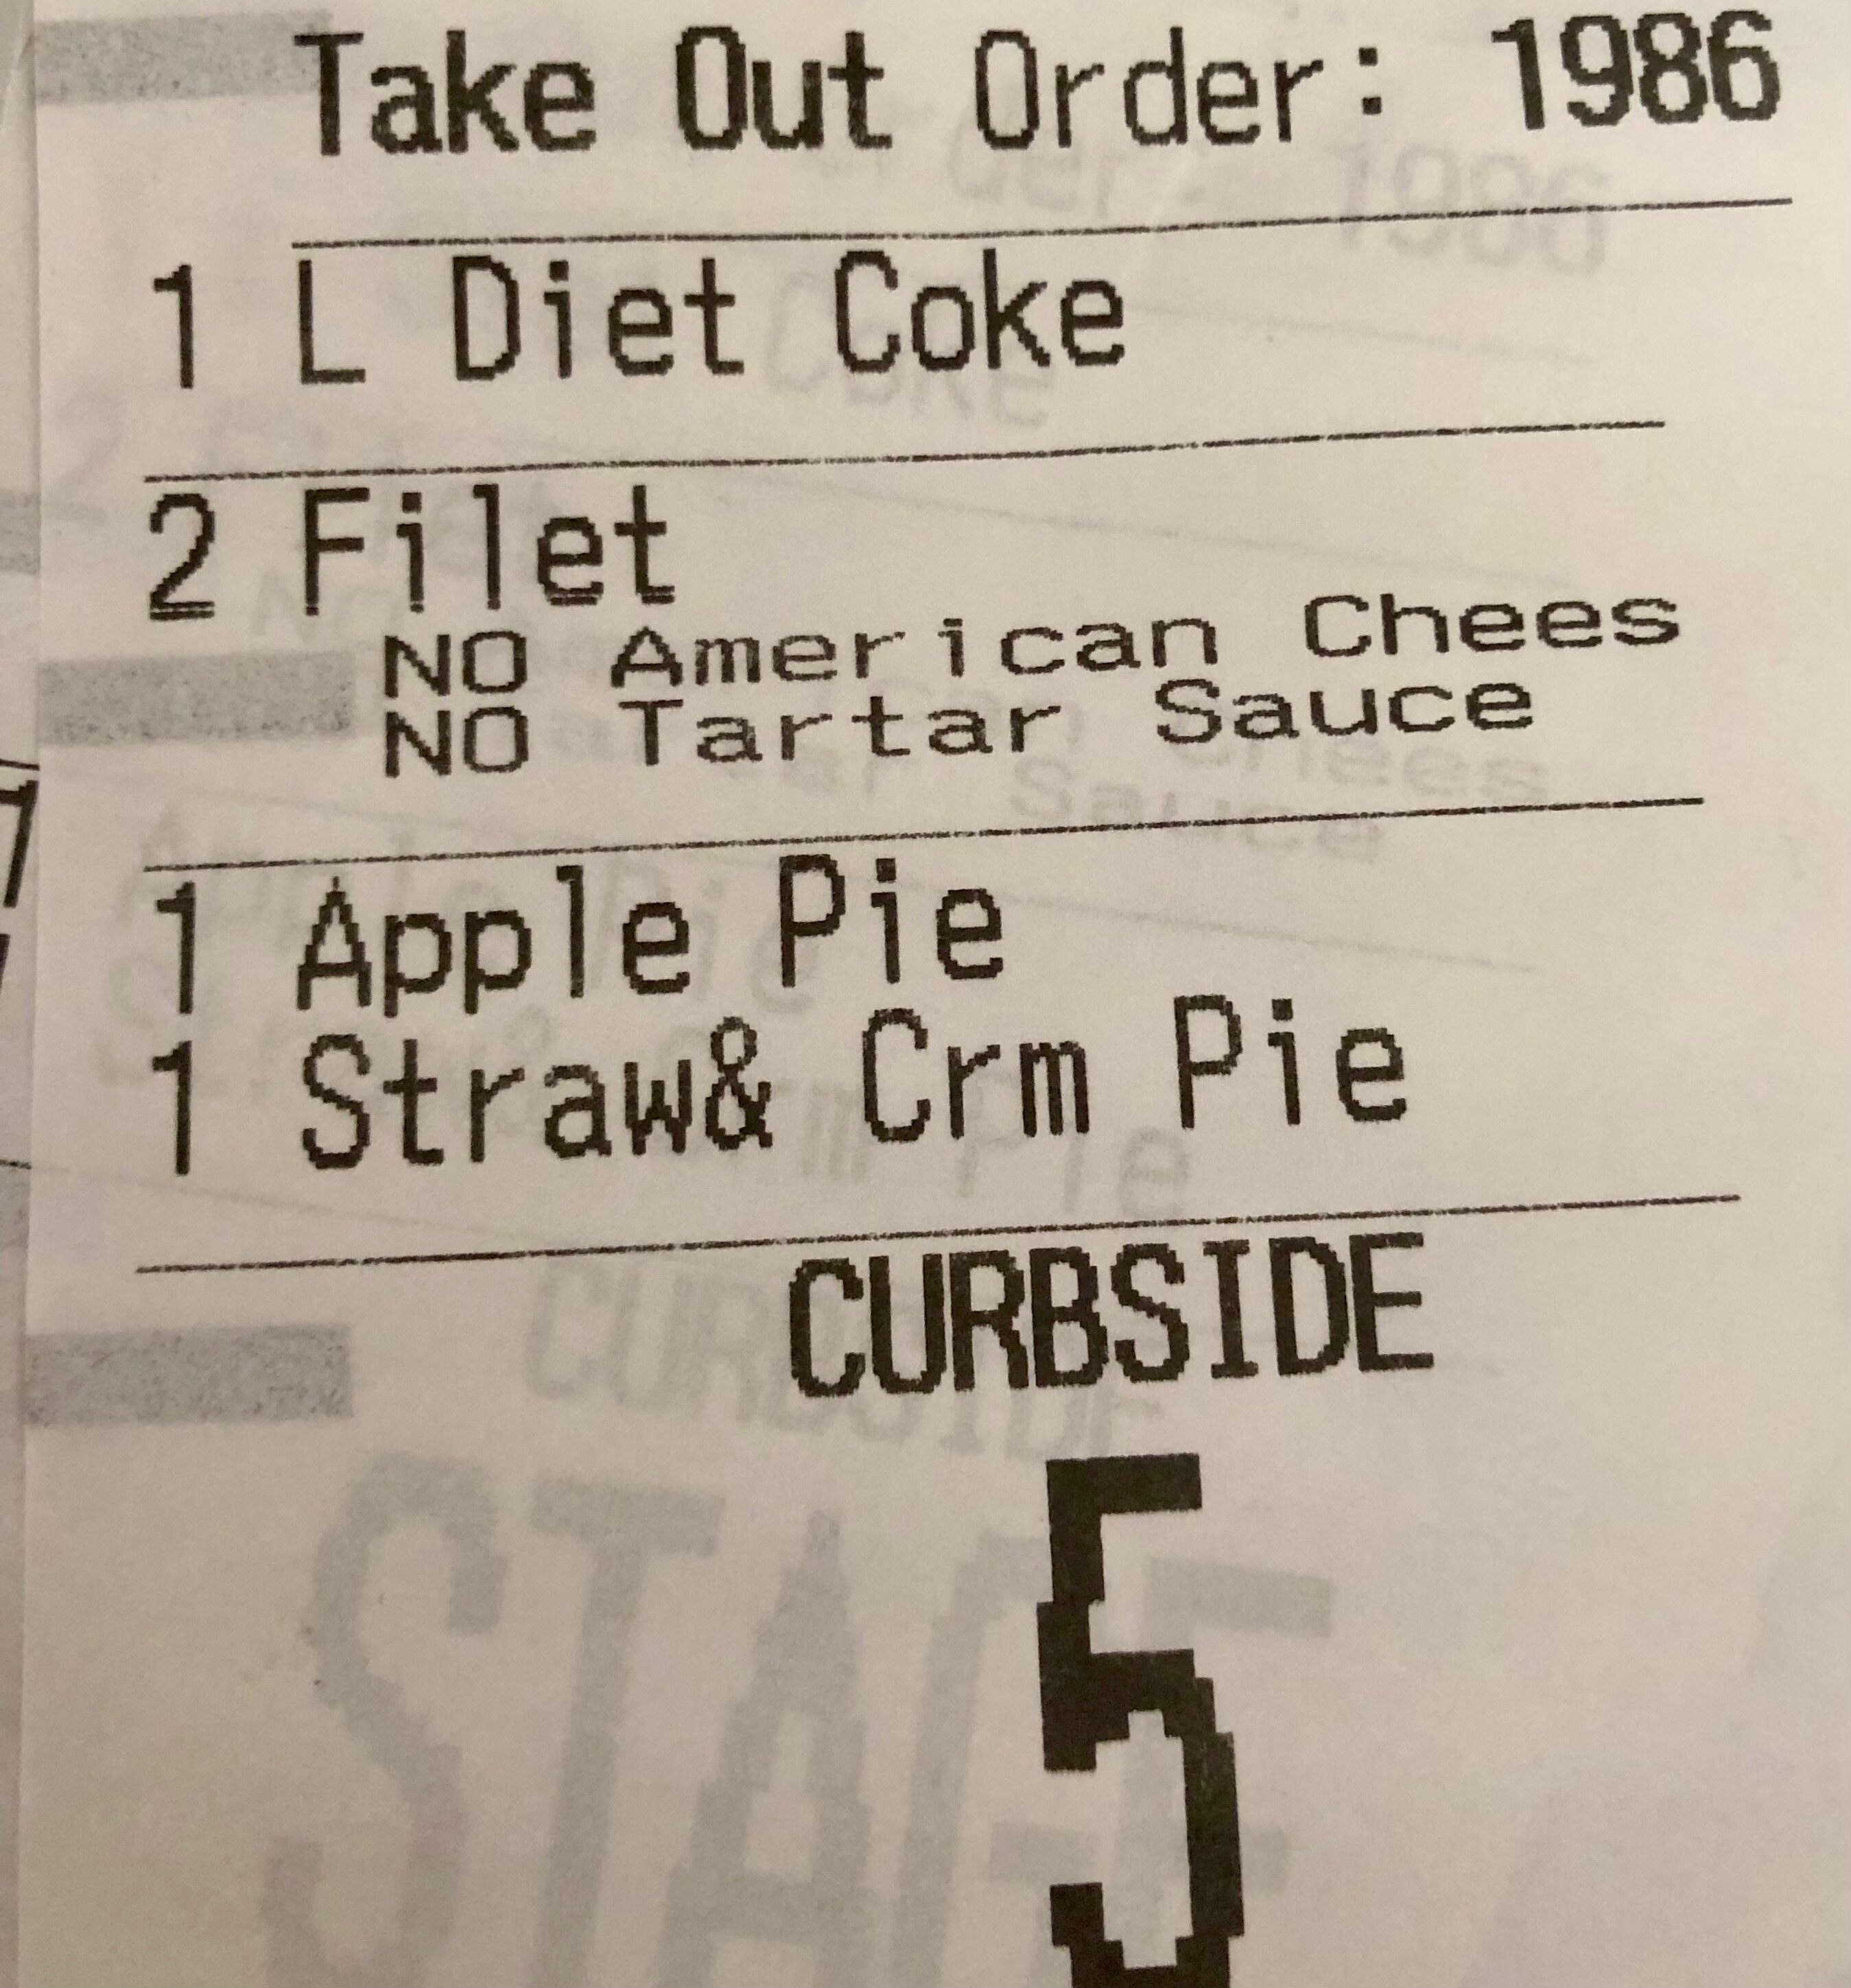 Take Out Order: 1986
1 L Diet Coke
2 Filet
NO American Chees
NO Tartar Sauce
1 Apple Pie
1 Straw& Crm Pie
CURBSIDE
5